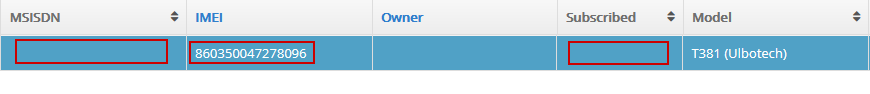 MSISDN IMEI Owner Subscribed Model
860350047278096 T381 (Ulbotech)